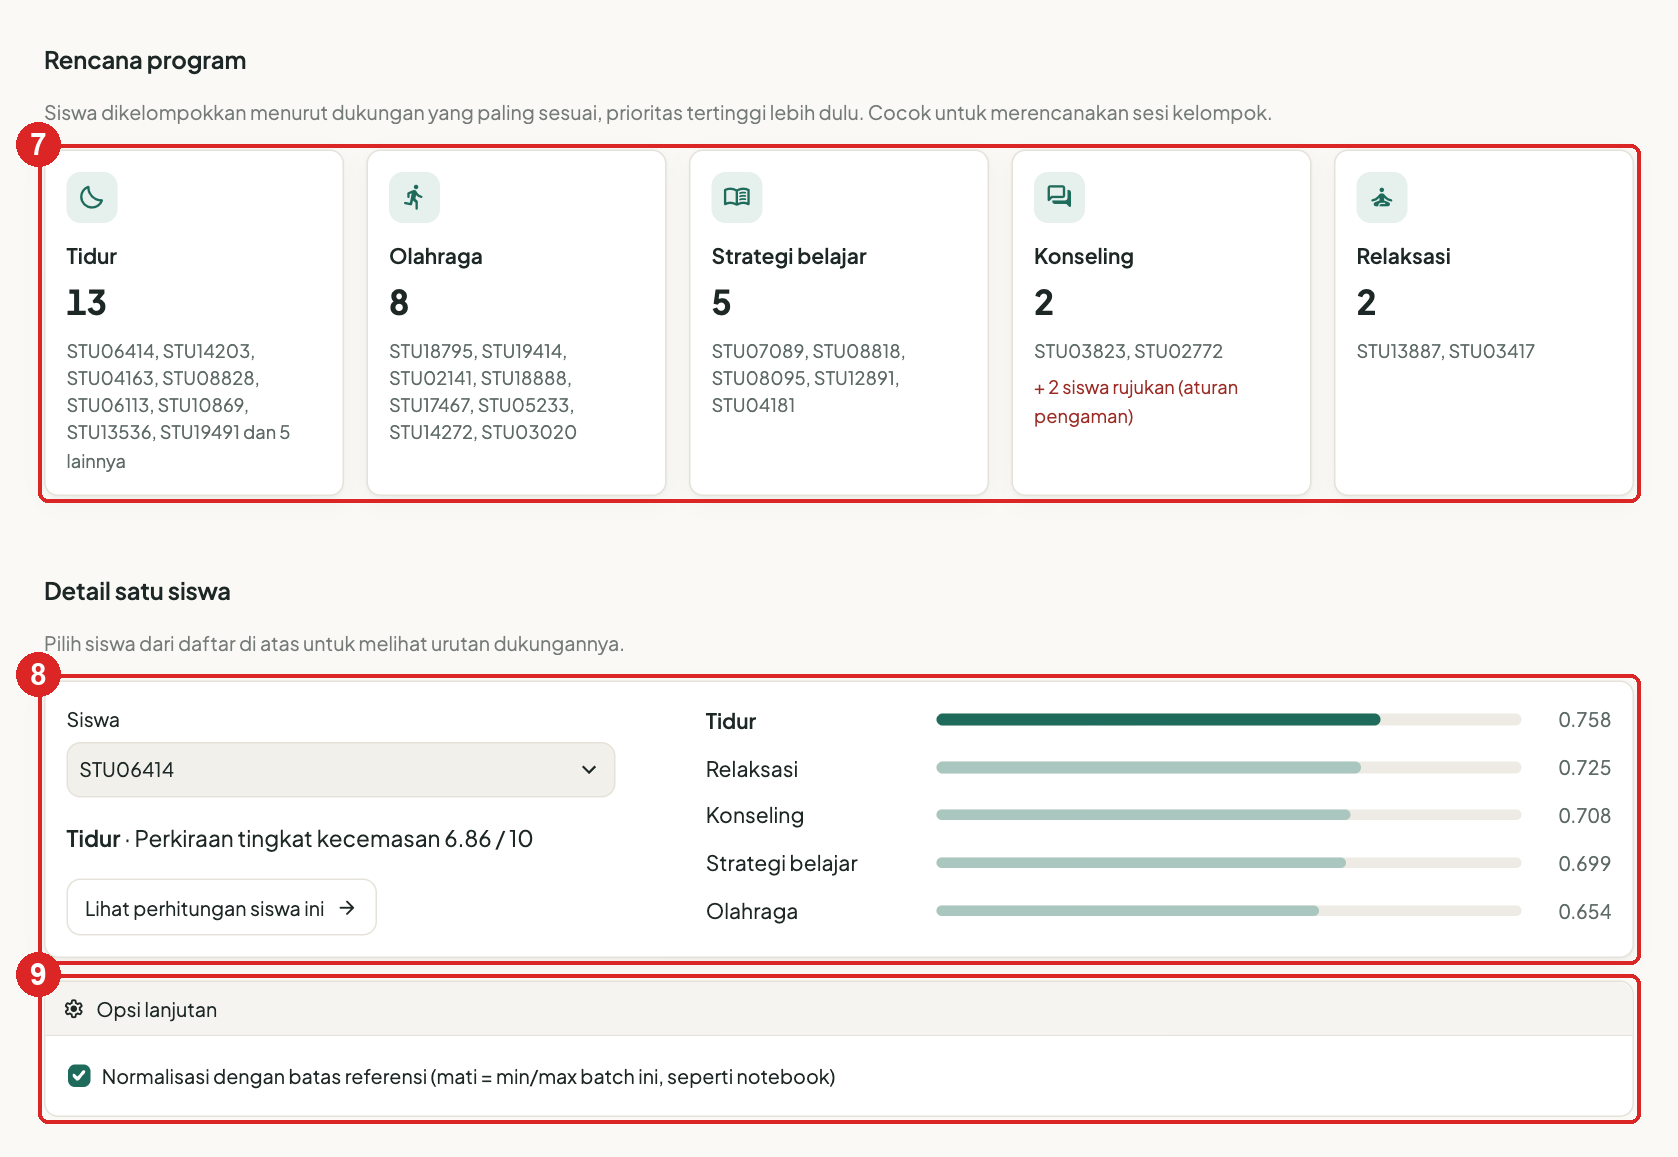 Rencana program
Siswa dikelompokkan menurut dukungan yang paling sesuai, prioritas tertinggi lebih dulu. Cocok untuk merencanakan sesi kelompok.
7
Tidur
13
STU06414, STU14203,
STU04163, STU08828,
STU06113, STU10869,
STU13536, STU19491 dan 5
lainnya
Olahraga
8
STU18795, STU19414,
STU02141, STU18888,
STU17467, STU05233,
STU14272, STU03020
Strategi belajar
5
STU07089, STU08818,
STU08095, STU12891,
STU04181
Konseling
2
STU03823, STU02772
+ 2 siswa rujukan (aturan
pengaman)
Relaksasi
2
STU13887, STU03417
Detail satu siswa
Pilih siswa dari daftar di atas untuk melihat urutan dukungannya.
8
Siswa
STU06414
Tidur · Perkiraan tingkat kecemasan 6.86 / 10
Lihat perhitungan siswa ini →
Tidur 0.758
Relaksasi 0.725
Konseling 0.708
Strategi belajar 0.699
Olahraga 0.654
9
Opsi lanjutan
Normalisasi dengan batas referensi (mati = min/max batch ini, seperti notebook)